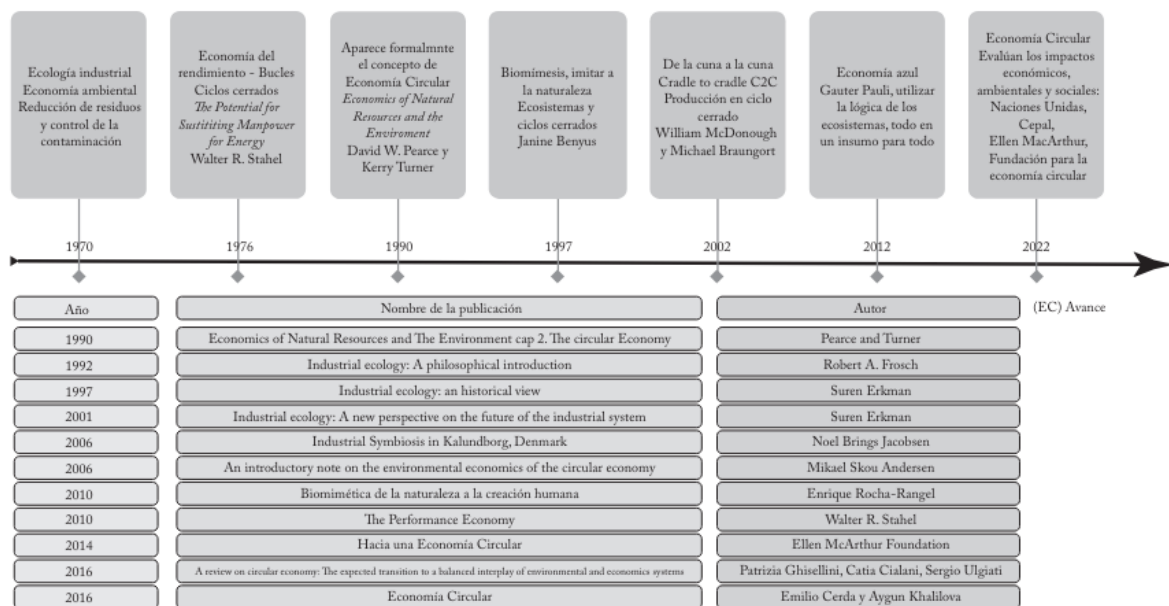 Ecología industrial
Economía ambiental
Reducción de residuos
y control de la
contaminación
Economía del
rendimiento - Bucles
Ciclos cerrados
The Potential for
Sustititing Manpower
for Energy
Walter R. Stahel
Aparece formalmnte
el concepto de
Economía Circular
Economics of Natural
Resources and the
Enviroment
David W. Pearce y
Kerry Turner
Biomímesis, imitar a
la naturaleza
Ecosistemas y
ciclos cerrados
Janine Benyus
De la cuna a la cuna
Cradle to cradle C2C
Producción en ciclo
cerrado
William McDonough
y Michael Braungort
Economía azul
Gauter Pauli, utilizar
la lógica de los
ecosistemas, todo en
un insumo para todo
Economía Circular
Evalúan los impactos
económicos,
ambientales y sociales:
Naciones Unidas,
Cepal,
Ellen MacArthur,
Fundación para la
economía circular
1970 1976 1990 1997 2002 2012 2022
Año Nombre de la publicación Autor (EC) Avance
1990 Economics of Natural Resources and The Environment cap 2. The circular Economy Pearce and Turner
1992 Industrial ecology: A philosophical introduction Robert A. Frosch
1997 Industrial ecology: an historical view Suren Erkman
2001 Industrial ecology: A new perspective on the future of the industrial system Suren Erkman
2006 Industrial Symbiosis in Kalundborg, Denmark Noel Brings Jacobsen
2006 An introductory note on the environmental economics of the circular economy Mikael Skou Andersen
2010 Biomimética de la naturaleza a la creación humana Enrique Rocha-Rangel
2010 The Performance Economy Walter R. Stahel
2014 Hacia una Economía Circular Ellen McArthur Foundation
2016 A review on circular economy: The expected transition to a balanced interplay of environmental and economics systems Patrizia Ghisellini, Catia Cialani, Sergio Ulgiati
2016 Economía Circular Emilio Cerda y Aygun Khalilova